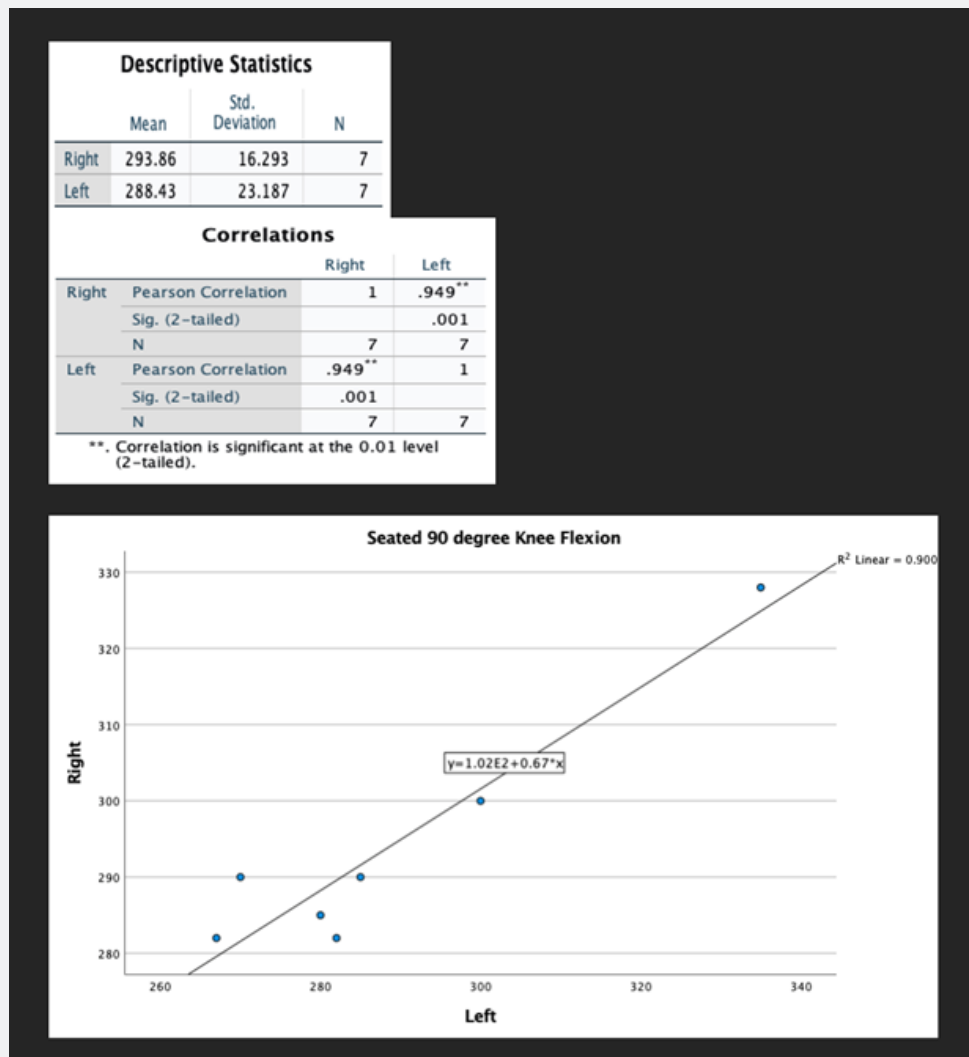 Descriptive Statistics
Mean Std. Deviation N
Right 293.86 16.293 7
Left 288.43 23.187 7
Correlations
Right Left
Right Pearson Correlation 1 .949**
Sig. (2-tailed) .001
N 7 7
Left Pearson Correlation .949** 1
Sig. (2-tailed) .001
N 7 7
**. Correlation is significant at the 0.01 level
(2-tailed).
Seated 90 degree Knee Flexion
R² Linear = 0.900
330
320
310
y=1.02E2+0.67*x
300
290
280
Right
260 280 300 320 340
Left